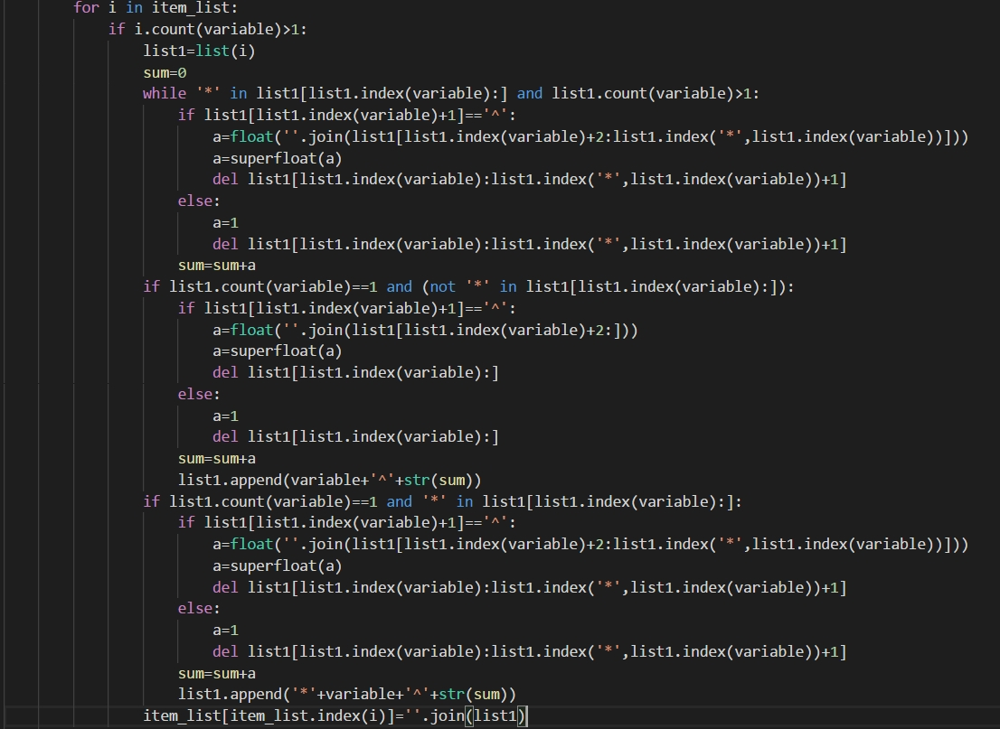 for i in item_list:
    if i.count(variable)>1:
        list1=list(i)
        sum=0
        while '*' in list1[list1.index(variable):] and list1.count(variable)>1:
            if list1[list1.index(variable)+1]=='^':
                a=float(''.join(list1[list1.index(variable)+2:list1.index('*',list1.index(variable))]))
                a=superfloat(a)
                del list1[list1.index(variable):list1.index('*',list1.index(variable))+1]
            else:
                a=1
                del list1[list1.index(variable):list1.index('*',list1.index(variable))+1]
            sum=sum+a
        if list1.count(variable)==1 and (not '*' in list1[list1.index(variable):]):
            if list1[list1.index(variable)+1]=='^':
                a=float(''.join(list1[list1.index(variable)+2:]))
                a=superfloat(a)
                del list1[list1.index(variable):]
            else:
                a=1
                del list1[list1.index(variable):]
            sum=sum+a
            list1.append(variable+'^'+str(sum))
        if list1.count(variable)==1 and '*' in list1[list1.index(variable):]:
            if list1[list1.index(variable)+1]=='^':
                a=float(''.join(list1[list1.index(variable)+2:list1.index('*',list1.index(variable))]))
                a=superfloat(a)
                del list1[list1.index(variable):list1.index('*',list1.index(variable))+1]
            else:
                a=1
                del list1[list1.index(variable):list1.index('*',list1.index(variable))+1]
            sum=sum+a
            list1.append('*'+variable+'^'+str(sum))
        item_list[item_list.index(i)]=''.join(list1)